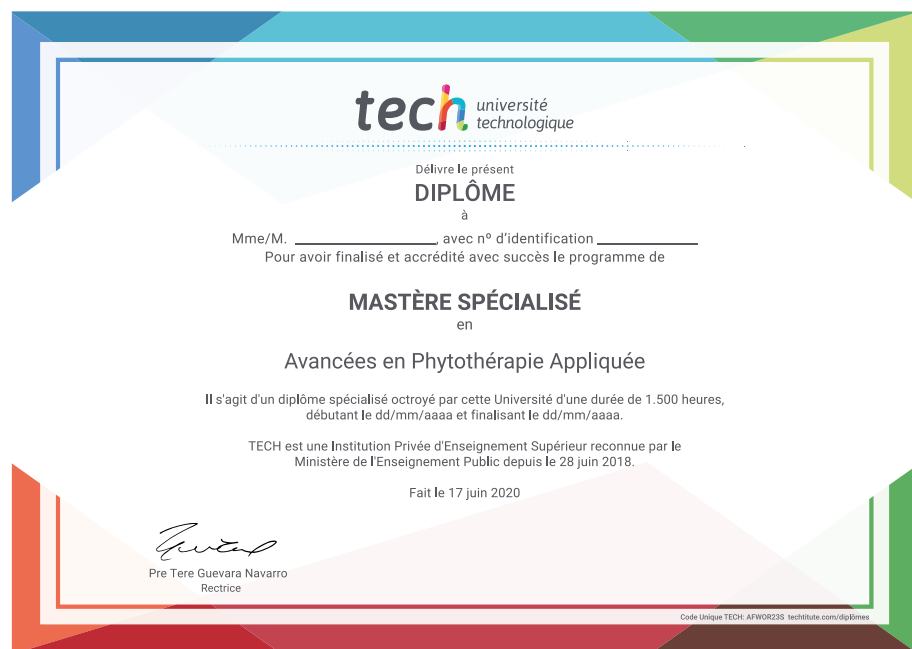 tech université
technologique
Délivre le présent
DIPLÔME
à
Mme/M. ______________, avec nº d'identification __________
Pour avoir finalisé et accrédité avec succès le programme de
MASTÈRE SPÉCIALISÉ
en
Avancées en Phytothérapie Appliquée
Il s'agit d'un diplôme spécialisé octroyé par cette Université d'une durée de 1.500 heures,
débutant le dd/mm/aaaa et finalisant le dd/mm/aaaa.
TECH est une Institution Privée d'Enseignement Supérieur reconnue par le
Ministère de l'Enseignement Public depuis le 28 juin 2018.
Fait le 17 juin 2020
Pre Tere Guevara Navarro
Rectrice
Code Unique TECH: AFWOR23S techtitute.com/diplômes